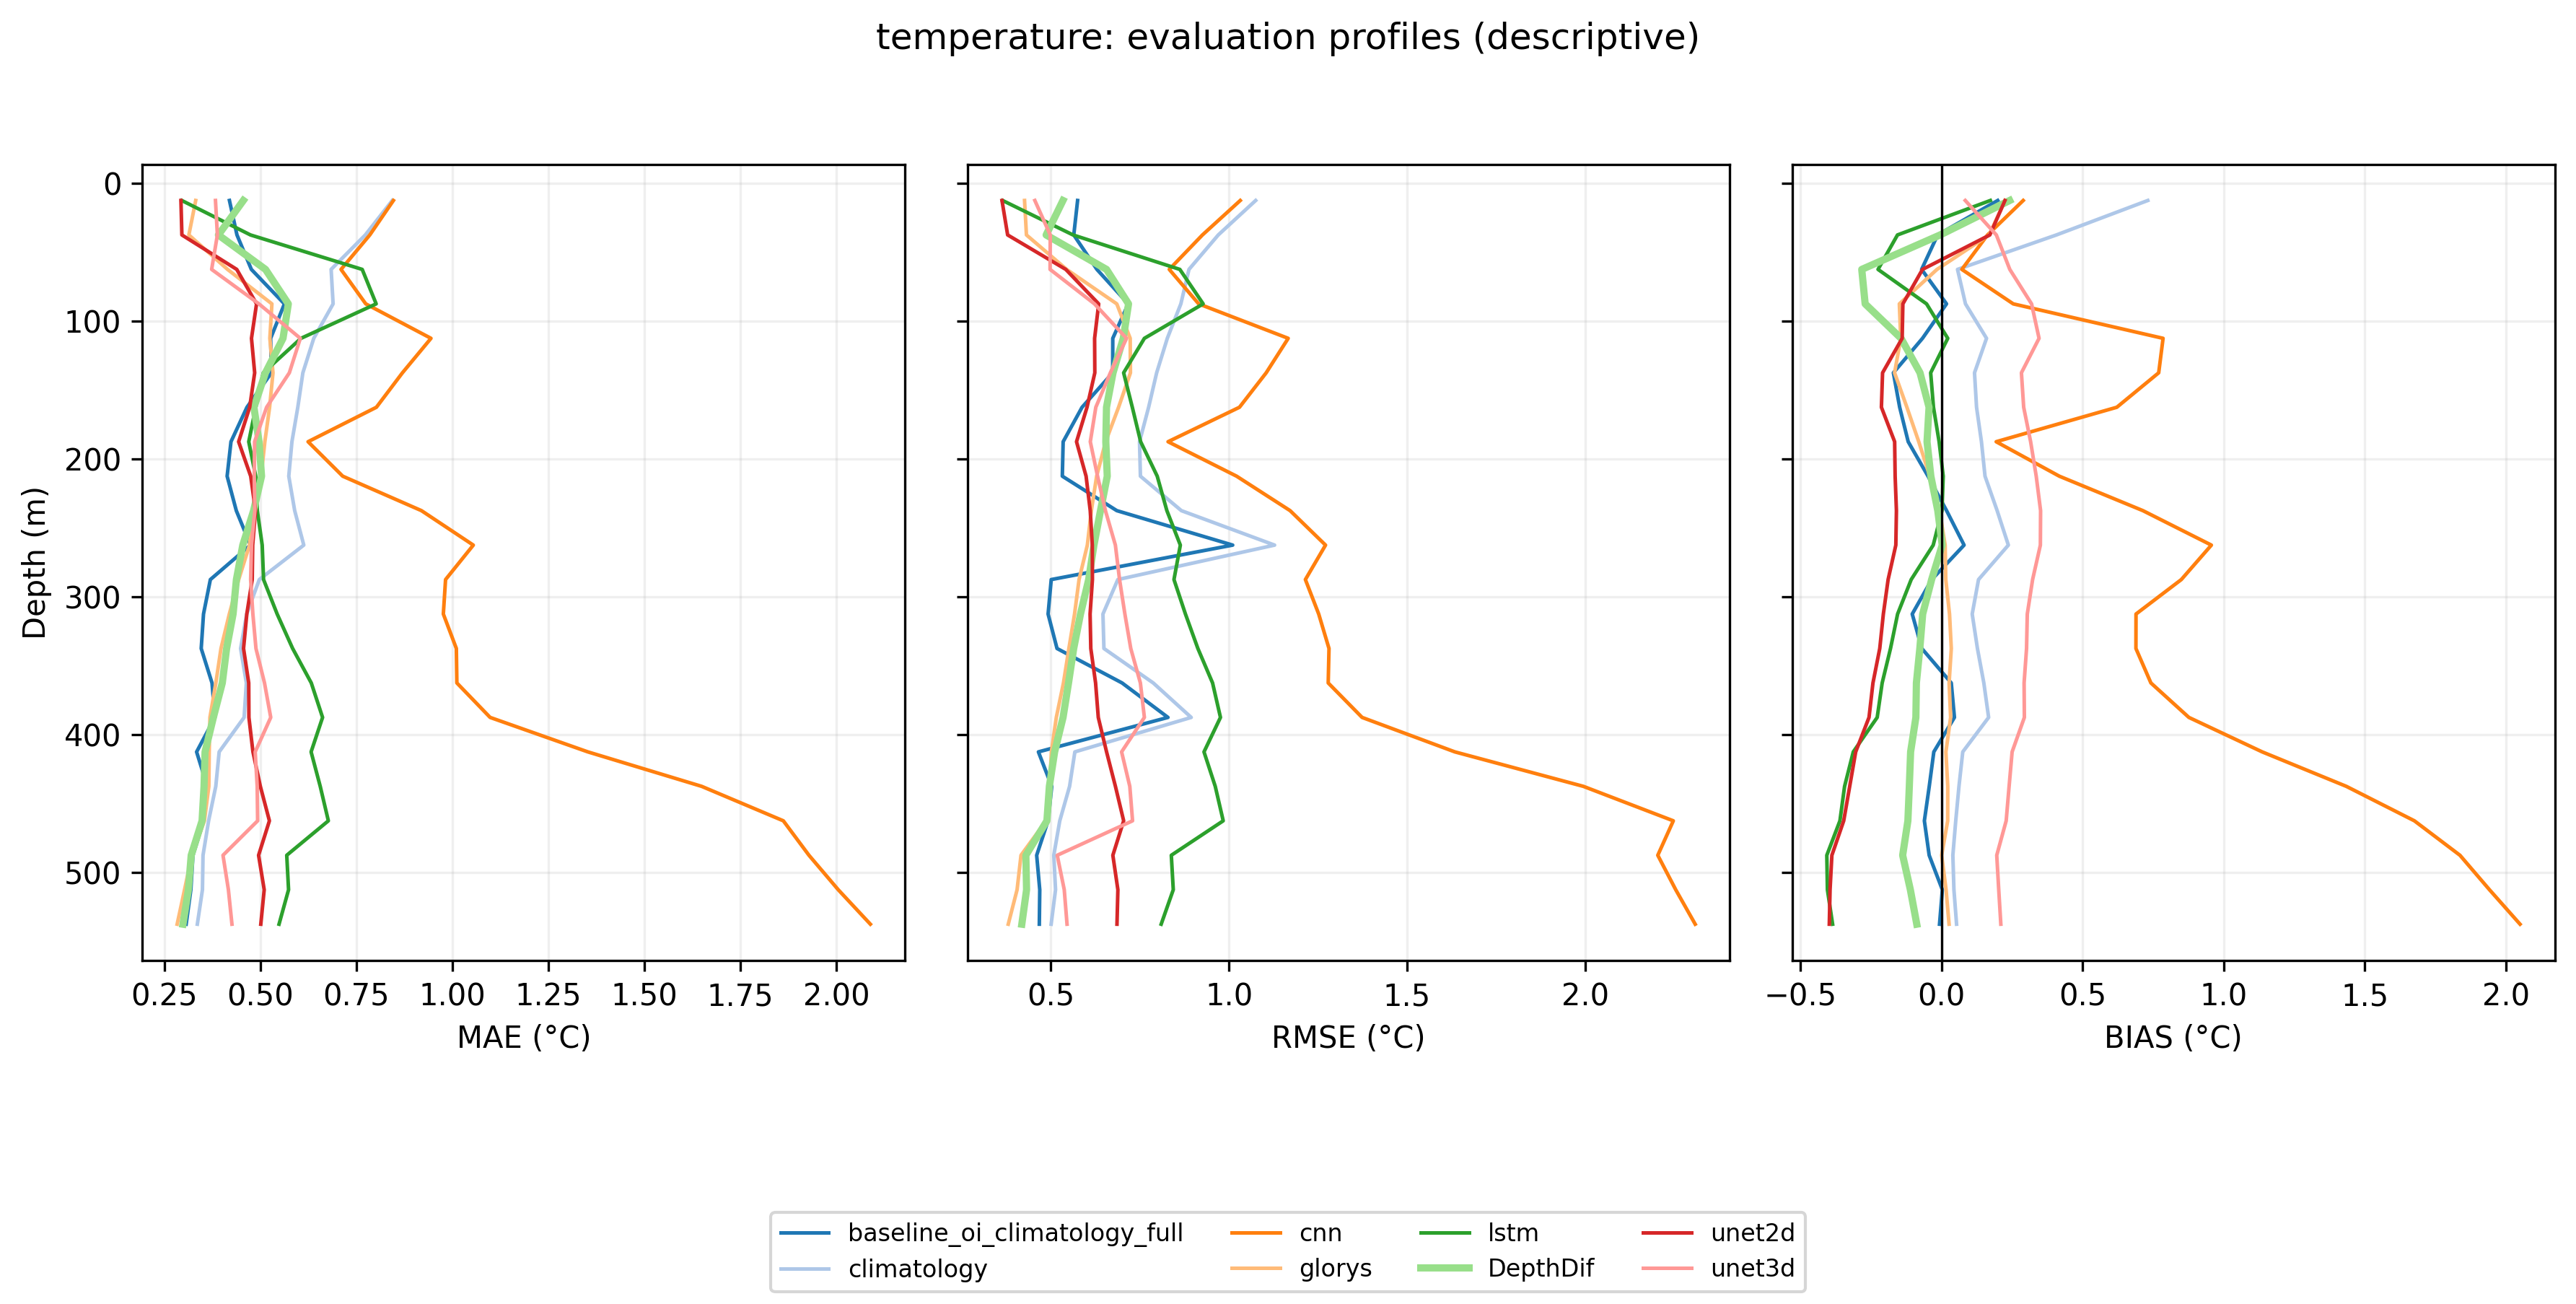 temperature: evaluation profiles (descriptive)
Depth (m)
0
100
200
300
400
500
0.25 0.50 0.75 1.00 1.25 1.50 1.75 2.00
MAE (°C)
0.5 1.0 1.5 2.0
RMSE (°C)
−0.5 0.0 0.5 1.0 1.5 2.0
BIAS (°C)
baseline_oi_climatology_full
climatology
cnn
glorys
lstm
DepthDif
unet2d
unet3d